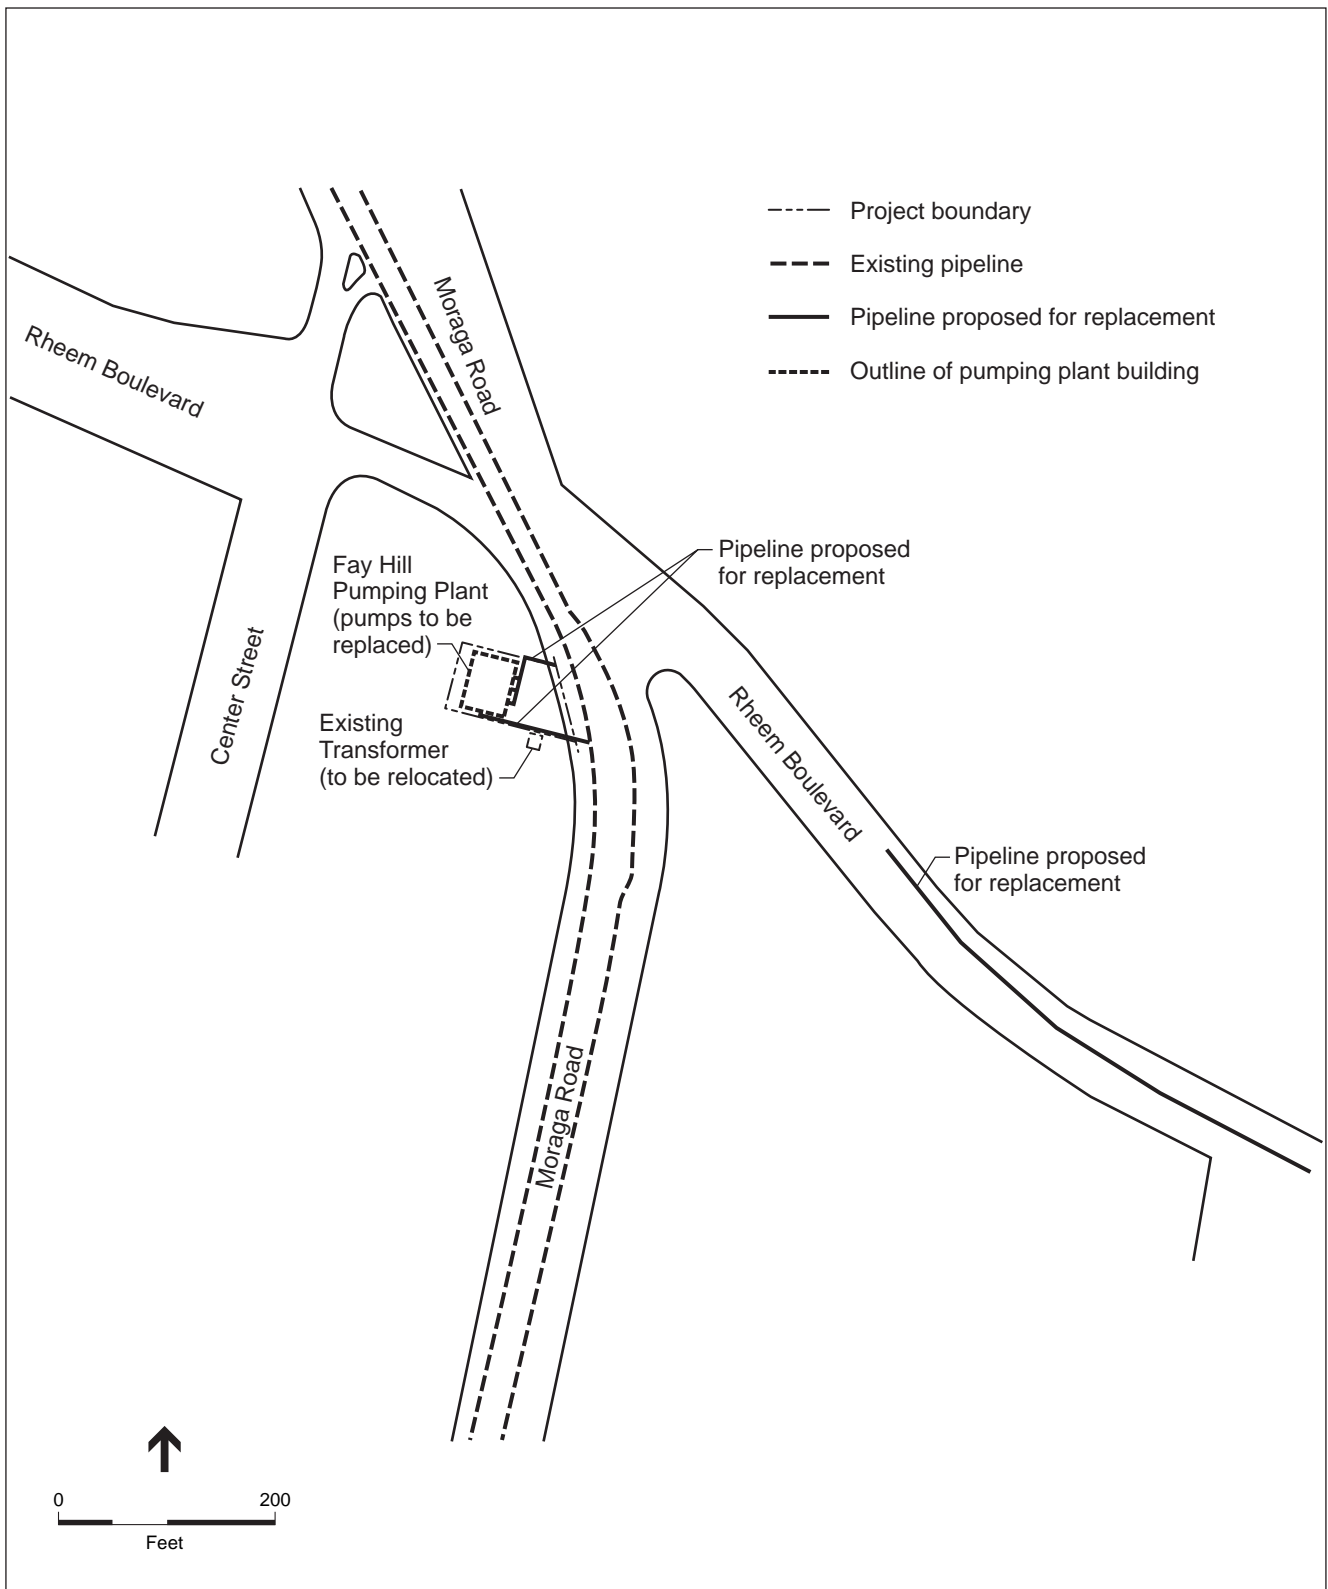 Project boundary
Existing pipeline
Pipeline proposed for replacement
Outline of pumping plant building
Moraga Road
Rheem Boulevard
Pipeline proposed
for replacement
Fay Hill
Pumping Plant
(pumps to be
replaced)
Center Street
Existing
Transformer
(to be relocated)
Rheem Boulevard
Pipeline proposed
for replacement
Moraga Road
0 200
Feet